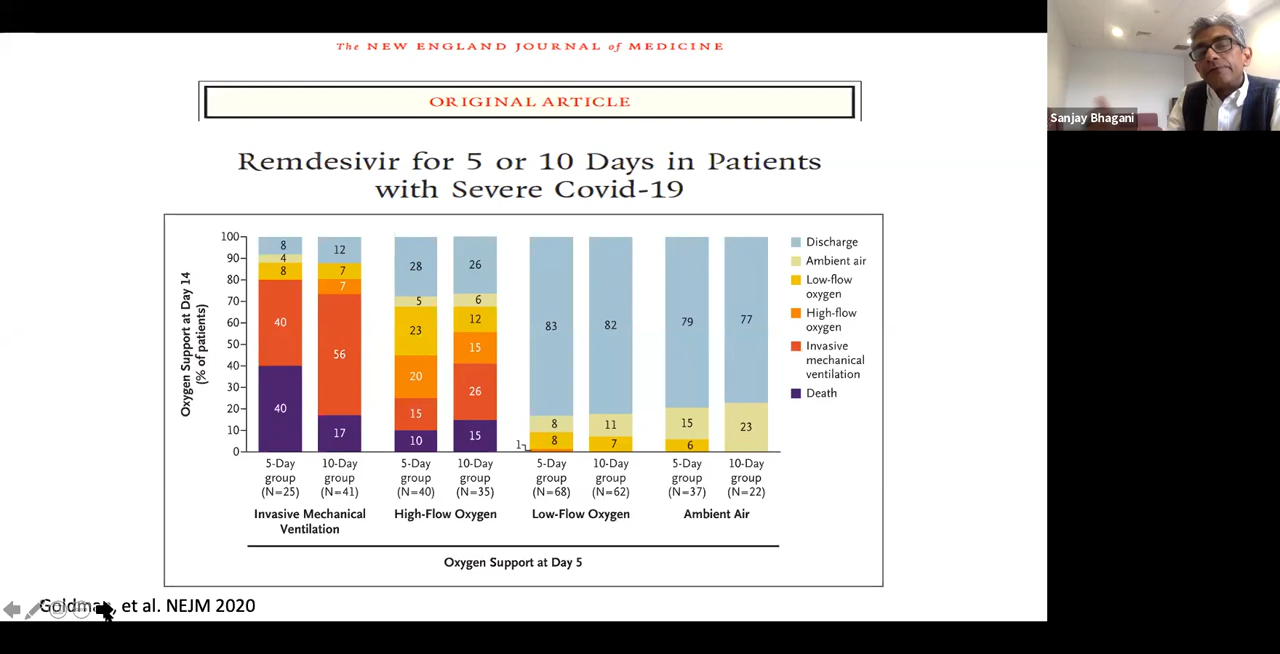 The NEW ENGLAND JOURNAL of MEDICINE
ORIGINAL ARTICLE
Remdesivir for 5 or 10 Days in Patients
with Severe Covid-19
Sanjay Bhagani
Oxygen Support at Day 14
(% of patients)
100
90
80
70
60
50
40
30
20
10
0
8
4
8
40
40
12
7
7
56
17
28
5
23
20
15
10
26
6
12
15
26
15
83
8
8
1
82
11
7
79
15
6
77
23
Discharge
Ambient air
Low-flow
oxygen
High-flow
oxygen
Invasive
mechanical
ventilation
Death
5-Day
group
(N=25)
10-Day
group
(N=41)
5-Day
group
(N=40)
10-Day
group
(N=35)
5-Day
group
(N=68)
10-Day
group
(N=62)
5-Day
group
(N=37)
10-Day
group
(N=22)
Invasive Mechanical
Ventilation
High-Flow Oxygen
Low-Flow Oxygen
Ambient Air
Oxygen Support at Day 5
et al. NEJM 2020